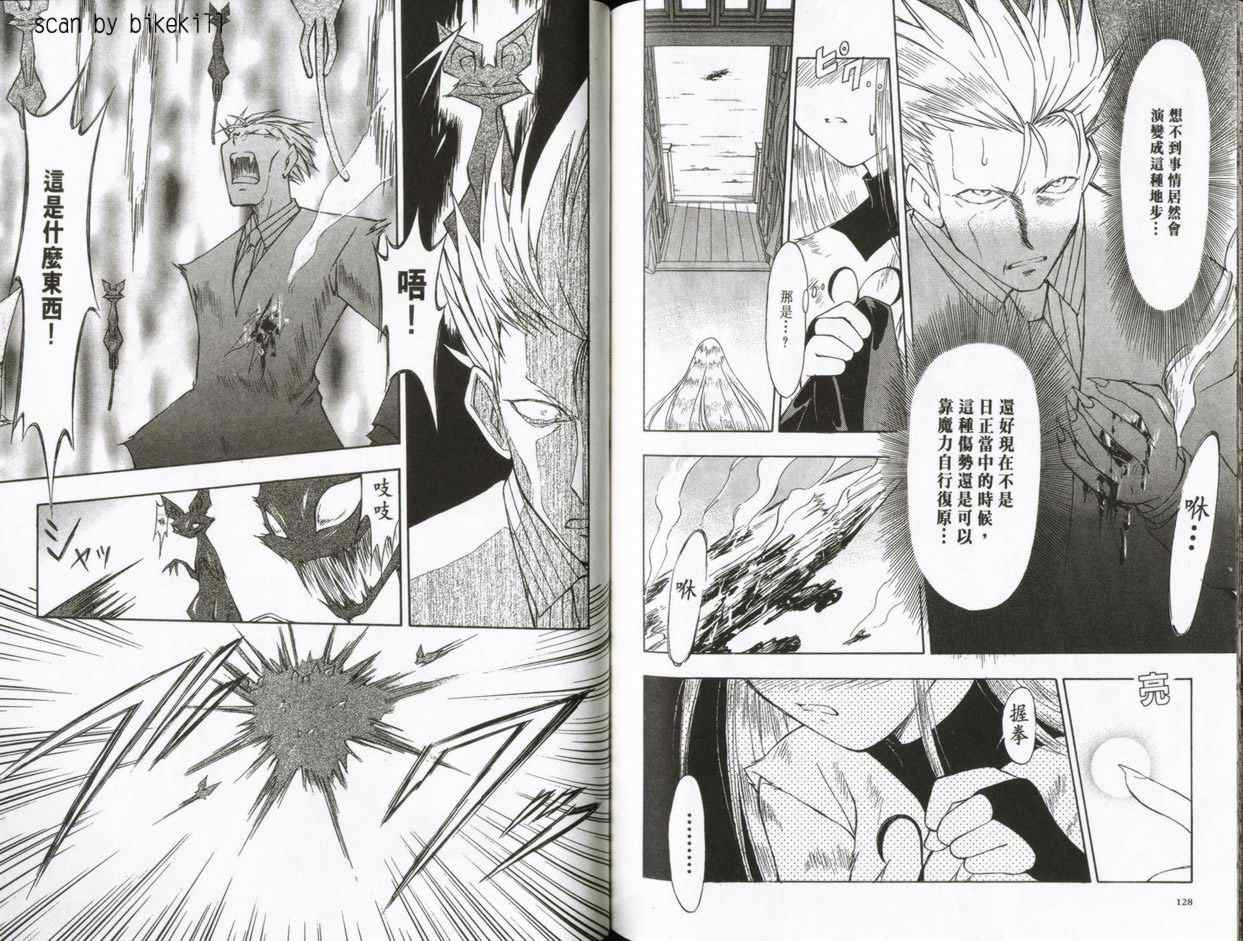 scan by bikekill
想不到事情居然會
演變成這種地步…
還好現在不是
日正當中的時候，
這種傷勢還是可以
靠魔力自行復原…
咻…
ピク
那是…？
咻
亮
握拳
………
128
唔！
這是什麼東西！
吱吱
シャッ